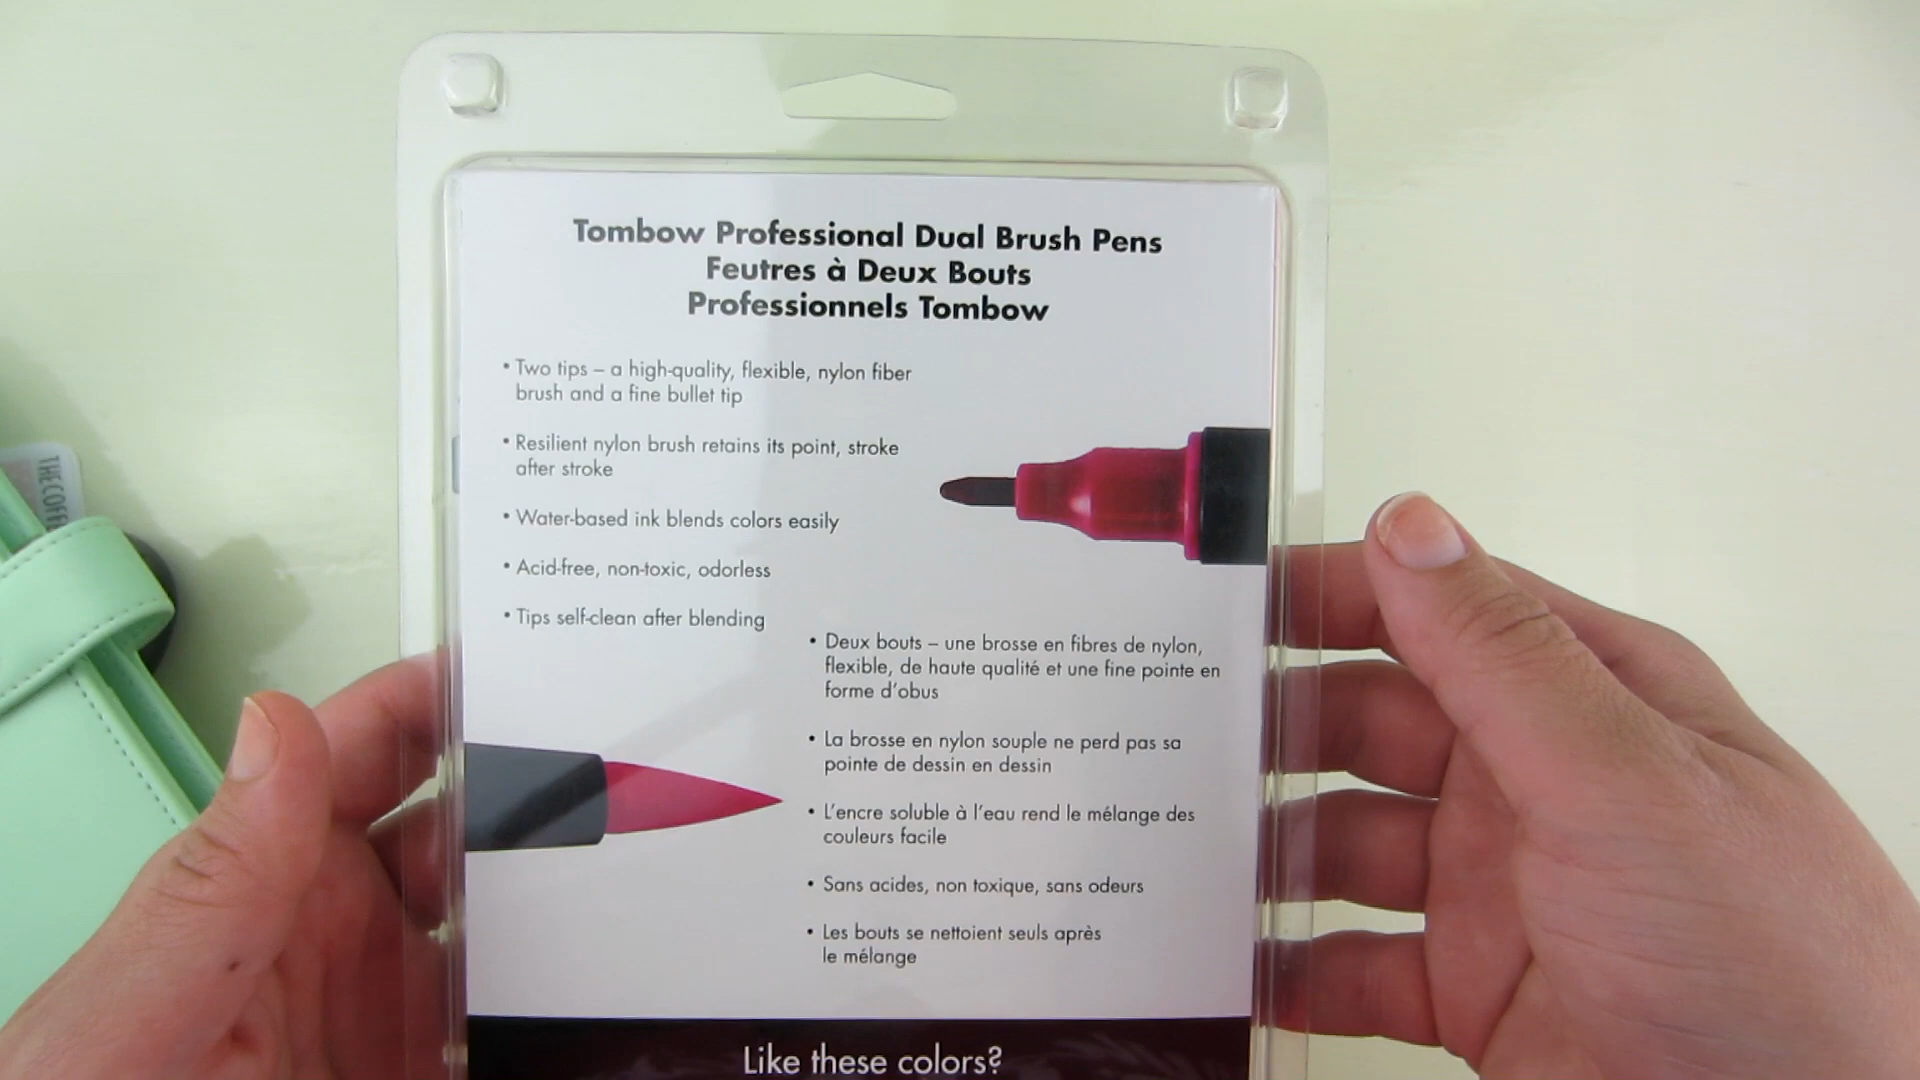 Tombow Professional Dual Brush Pens
Feutres à Deux Bouts
Professionnels Tombow
• Two tips – a high-quality, flexible, nylon fiber
brush and a fine bullet tip
• Resilient nylon brush retains its point, stroke
after stroke
• Water-based ink blends colors easily
• Acid-free, non-toxic, odorless
• Tips self-clean after blending
• Deux bouts – une brosse en fibres de nylon,
flexible, de haute qualité et une fine pointe en
forme d'obus
• La brosse en nylon souple ne perd pas sa
pointe de dessin en dessin
• L'encre soluble à l'eau rend le mélange des
couleurs facile
• Sans acides, non toxique, sans odeurs
• Les bouts se nettoient seuls après
le mélange
Like these colors?